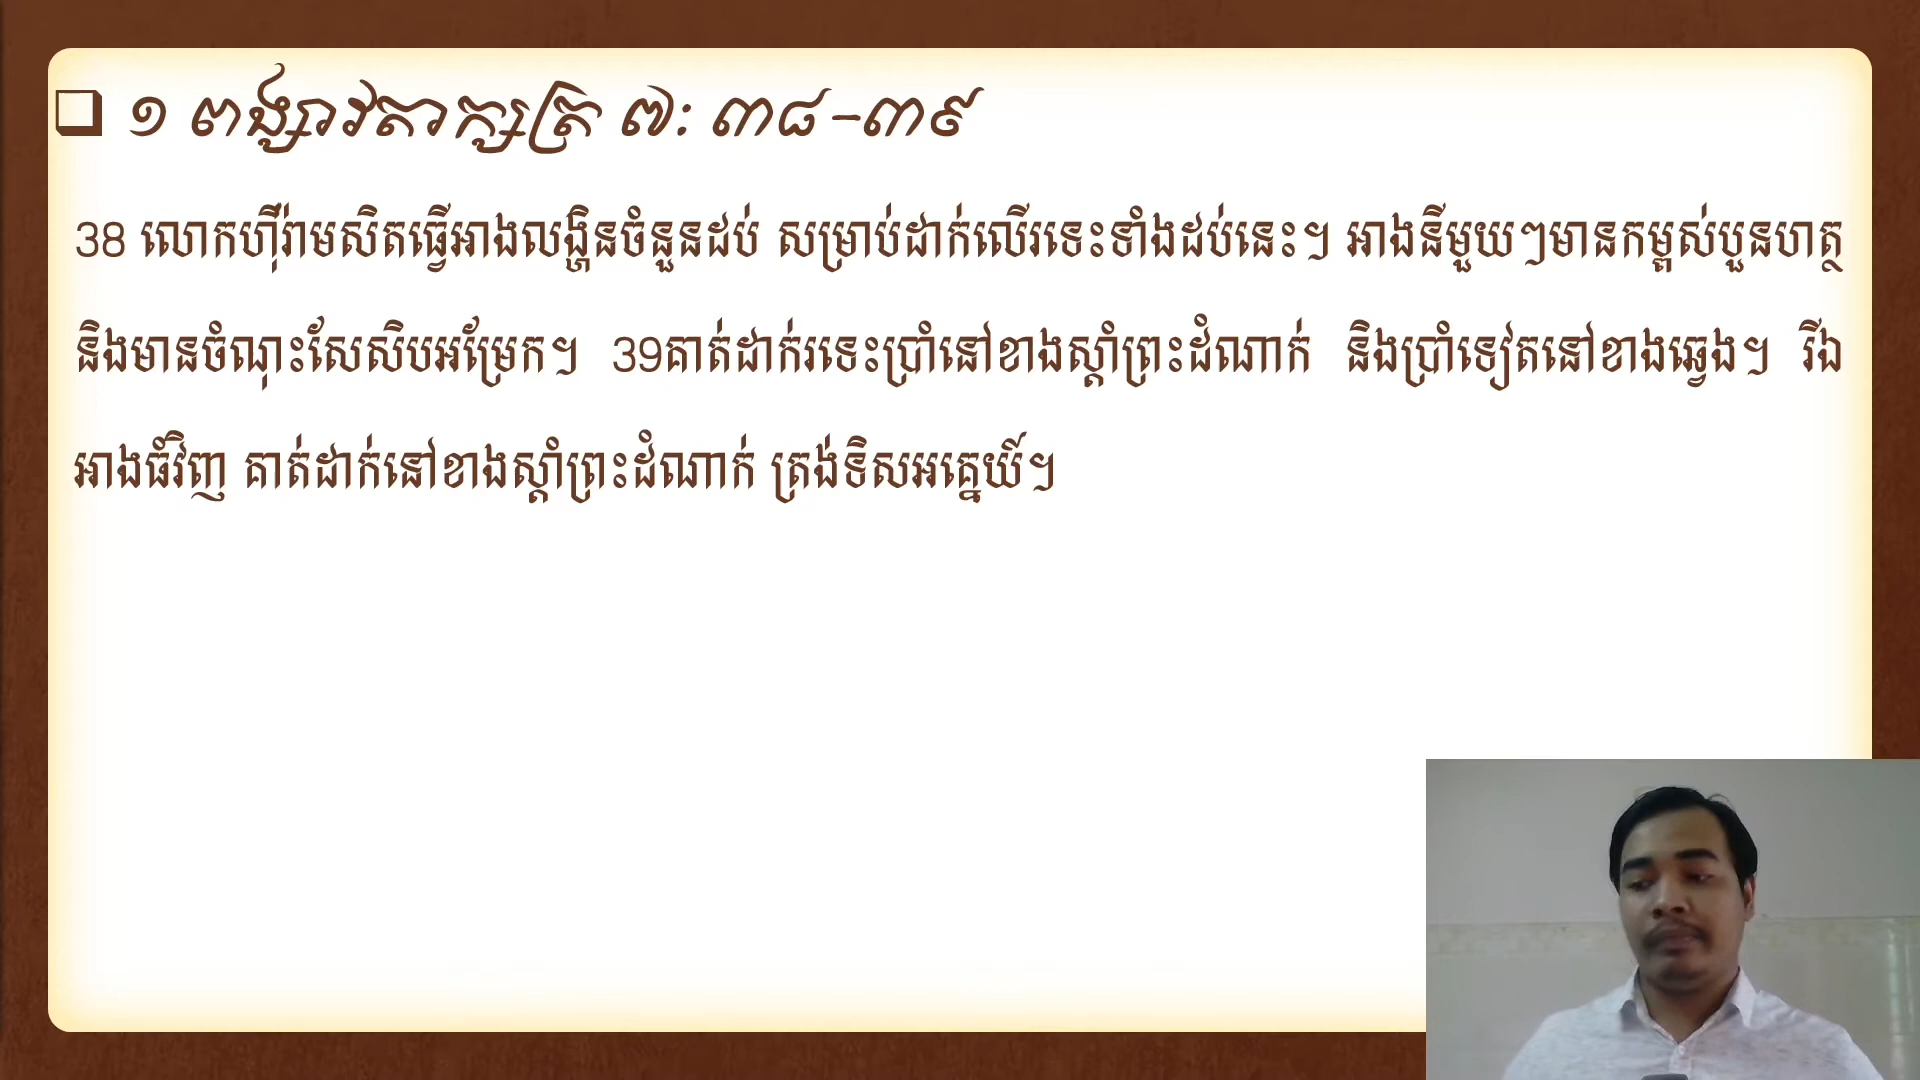 ១ ពង្សាវតាក្សត្រ ៧: ៣៨-៣៩
38 លោកហ៊ីរ៉ាមសិតធ្វើអាងលង្ហិនចំនួនដប់ សម្រាប់ដាក់លើរទេះទាំងដប់នេះ។ អាងនីមួយៗមានកម្ពស់បួនហត្ថ
និងមានចំណុះសែសិបអម្រែក។ 39គាត់ដាក់រទេះប្រាំនៅខាងស្ដាំព្រះដំណាក់ និងប្រាំទៀតនៅខាងឆ្វេង។ រីឯ
អាងធំវិញ គាត់ដាក់នៅខាងស្ដាំព្រះដំណាក់ ត្រង់ទិសអគ្នេយ៍។